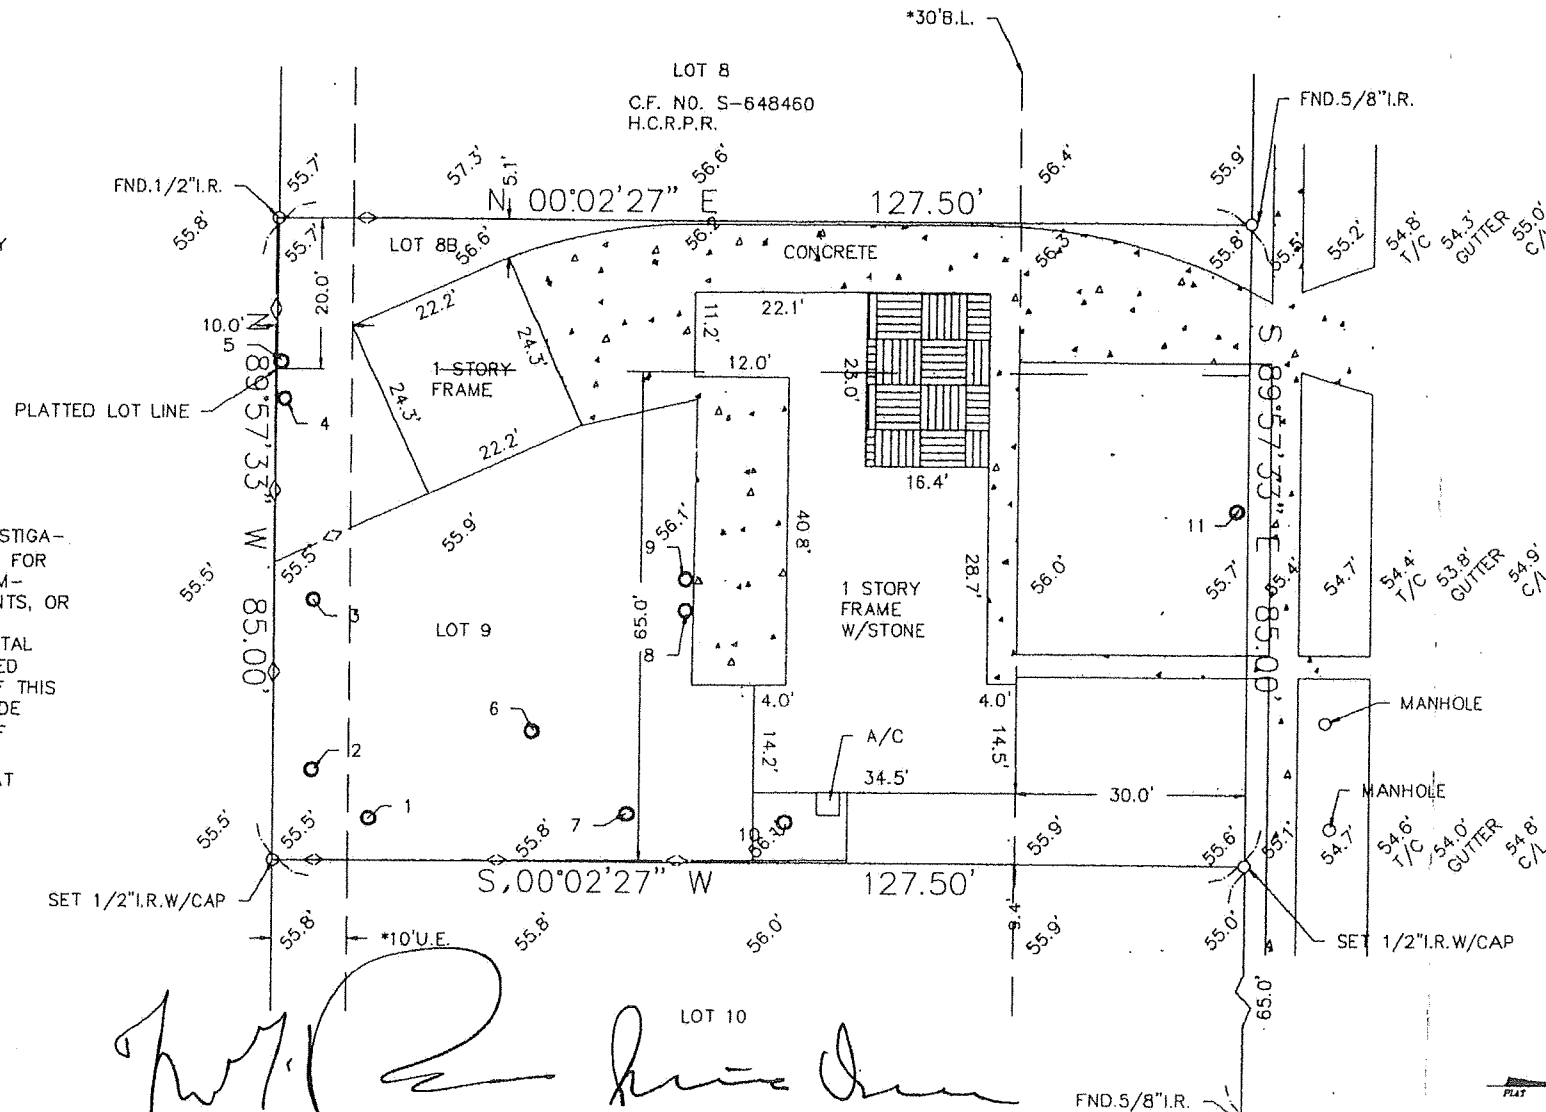 *30'B.L.
LOT 8
C.F. NO. S-648460
H.C.R.P.R.
FND.5/8"I.R.
FND.1/2"I.R.
55.7'
57.3'
5.1'
56.6'
56.4'
55.9'
N 00°02'27" E 127.50'
55.8'
55.7'
LOT 8B
56.6'
56.2
CONCRETE
56.3'
55.8'
55.5'
55.2'
54.8'
T/C
54.3'
GUTTER
55.0'
20.0'
10.0'
22.2'
11.2'
22.1'
5
24.3'
1 STORY
FRAME
12.0'
PLATTED LOT LINE
4
24.3'
22.2'
16.4'
N 89°57'33" W 85.00'
S 89°57'33" E 85.00'
STIGA-
FOR
M-
NTS, OR
TAL
ED
F THIS
DE
AT
55.9'
56.1'
9
40.8'
11
55.5'
55.5'
3
LOT 9
65.0'
8
1 STORY
FRAME
W/STONE
28.7'
56.0'
55.7'
55.4'
54.7'
54.4'
T/C
53.8'
GUTTER
54.9'
6
4.0'
4.0'
MANHOLE
2
14.2'
A/C
34.5'
14.5'
30.0'
MANHOLE
1
7
10
55.5'
55.5'
55.8'
55.9'
55.6'
55.1'
54.7'
54.6'
T/C
54.0'
GUTTER
54.8'
C/L
S 00°02'27" W 127.50'
SET 1/2"I.R.W/CAP
55.8'
*10'U.E.
55.8'
56.0'
55.9'
55.0'
SET 1/2"I.R.W/CAP
65.0'
LOT 10
FND.5/8"I.R.
PLAT